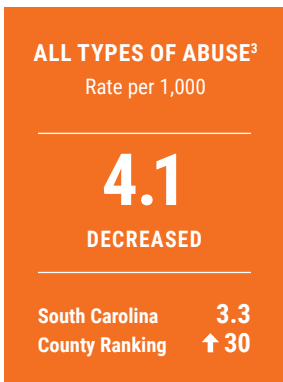 ALL TYPES OF ABUSE³
Rate per 1,000
4.1
DECREASED
South Carolina 3.3
County Ranking ↑ 30